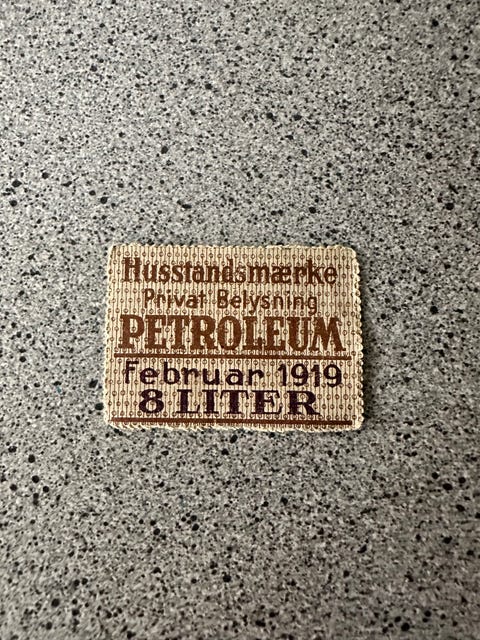 Husstandsmærke
Privat Belysning
PETROLEUM
Februar 1919
8 LITER